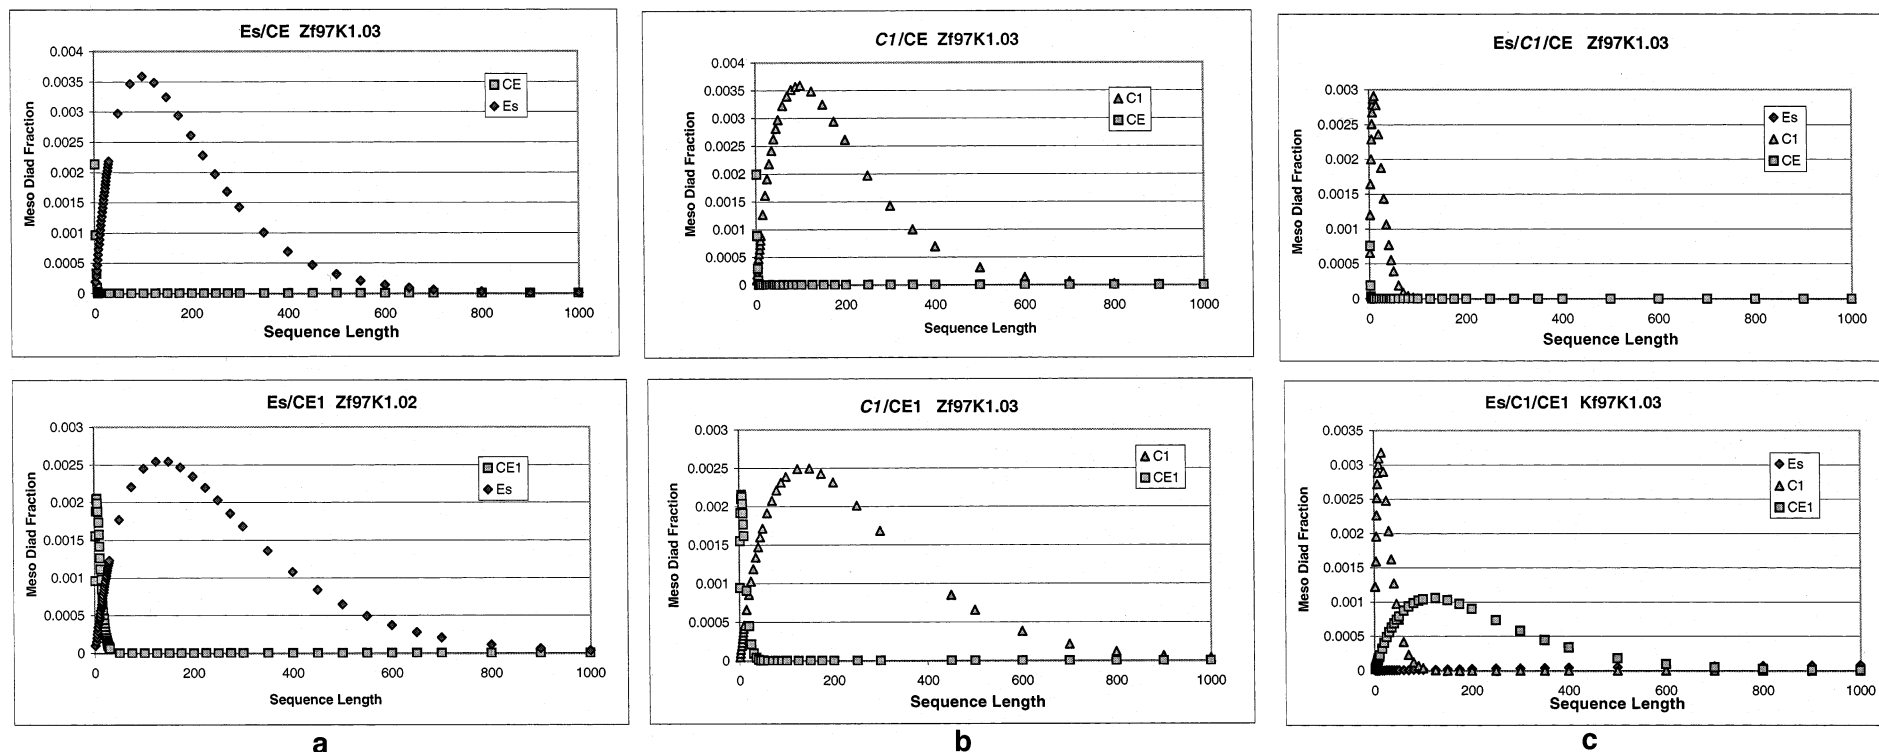 Es/CE Zf97K1.03
0.004
0.0035
0.003
0.0025
0.002
0.0015
0.001
0.0005
0
Meso Diad Fraction
CE
Es
0 200 400 600 800 1000
Sequence Length
C1/CE Zf97K1.03
0.004
0.0035
0.003
0.0025
0.002
0.0015
0.001
0.0005
0
Meso Diad Fraction
C1
CE
0 200 400 600 800 1000
Sequence Length
Es/C1/CE Zf97K1.03
0.003
0.0025
0.002
0.0015
0.001
0.0005
0
Meso Diad Fraction
Es
C1
CE
0 200 400 600 800 1000
Sequence Length
Es/CE1 Zf97K1.02
0.003
0.0025
0.002
0.0015
0.001
0.0005
0
Meso Diad Fraction
CE1
Es
0 200 400 600 800 1000
Sequence Length
C1/CE1 Zf97K1.03
0.003
0.0025
0.002
0.0015
0.001
0.0005
0
Meso Diad Fraction
C1
CE1
0 200 400 600 800 1000
Sequence Length
Es/C1/CE1 Kf97K1.03
0.0035
0.003
0.0025
0.002
0.0015
0.001
0.0005
0
Meso Diad Fraction
Es
C1
CE1
0 200 400 600 800 1000
Sequence Length
a b c